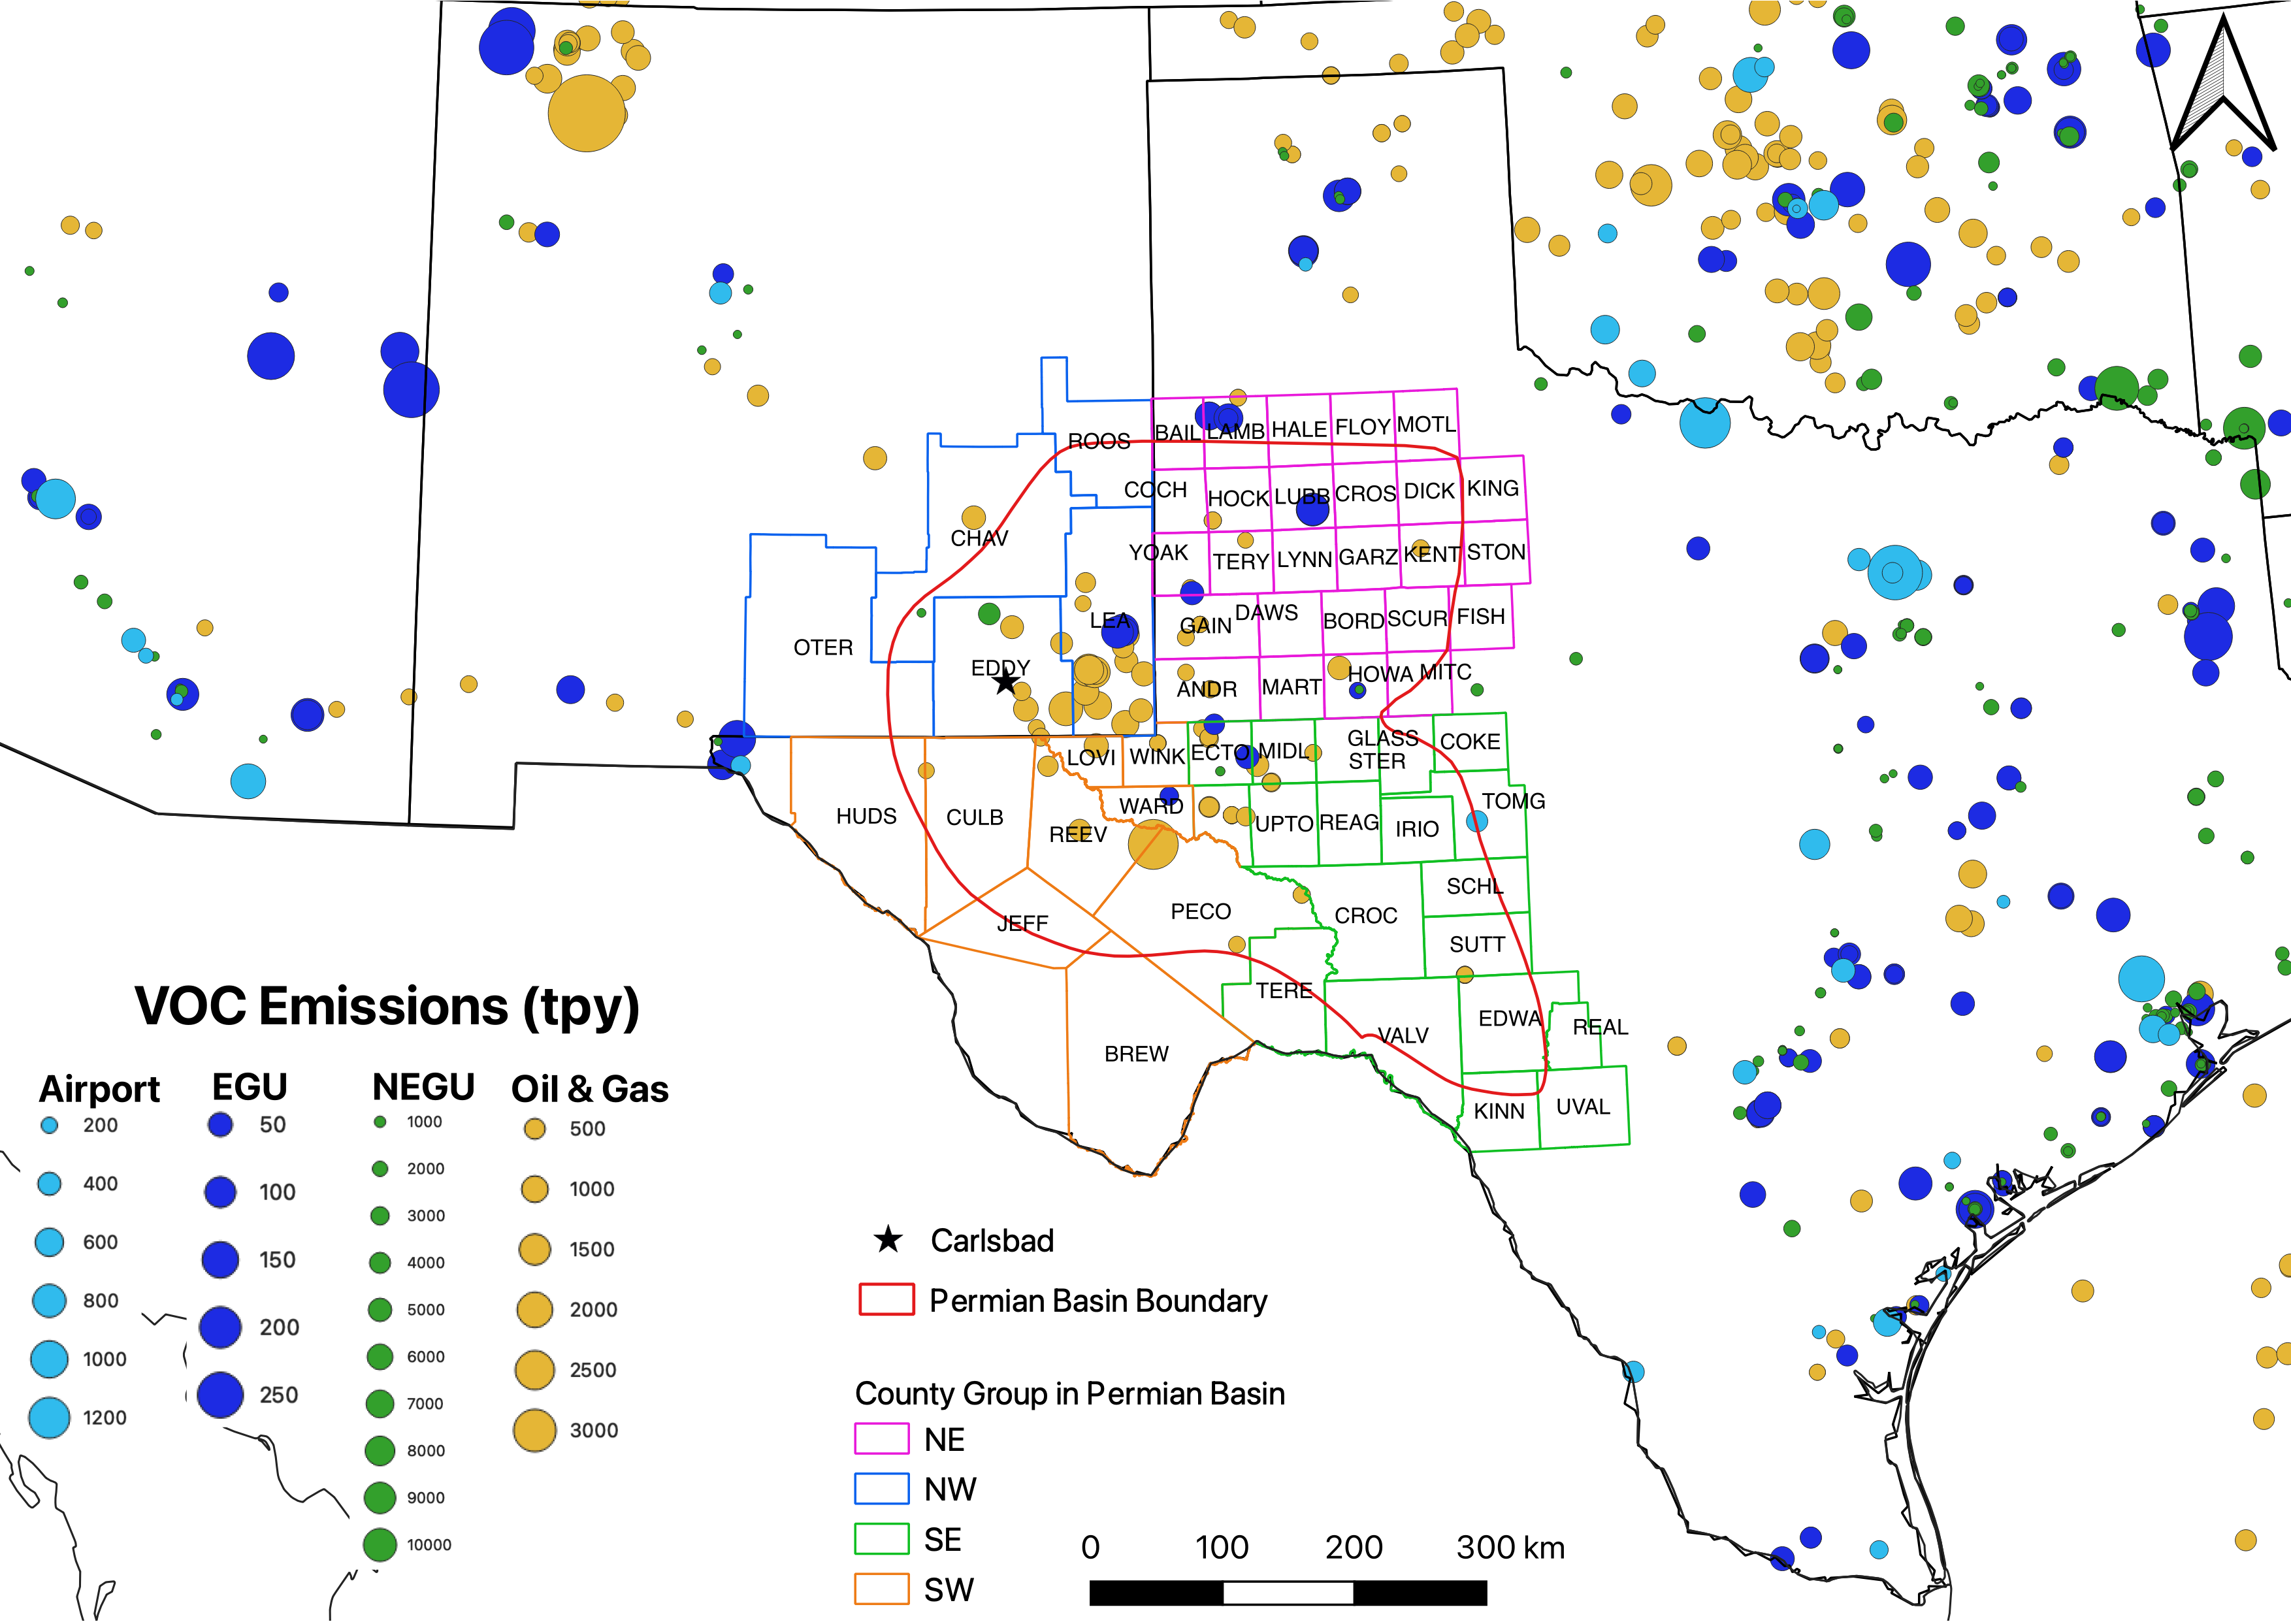 ROOS BAIL LAMB HALE FLOY MOTL
COCH HOCK LUBB CROS DICK KING
CHAV YOAK TERY LYNN GARZ KENT STON
OTER LEA GAIN DAWS BORD SCUR FISH
EDDY ANDR MART HOWA MITC
LOVI WINK ECTO MIDL GLASS COKE
STER
HUDS CULB REEV WARD UPTO REAG IRIO TOMG
JEFF PECO CROC SCHL
SUTT
TERE
BREW VALV EDWA REAL
KINN UVAL
VOC Emissions (tpy)
Airport EGU NEGU Oil & Gas
200 50 1000 500
400 100 2000 1000
600 150 3000 1500
800 200 4000 2000
1000 250 5000 2500
1200 6000 3000
7000
8000
9000
10000
Carlsbad
Permian Basin Boundary
County Group in Permian Basin
NE
NW
SE
SW
0 100 200 300 km